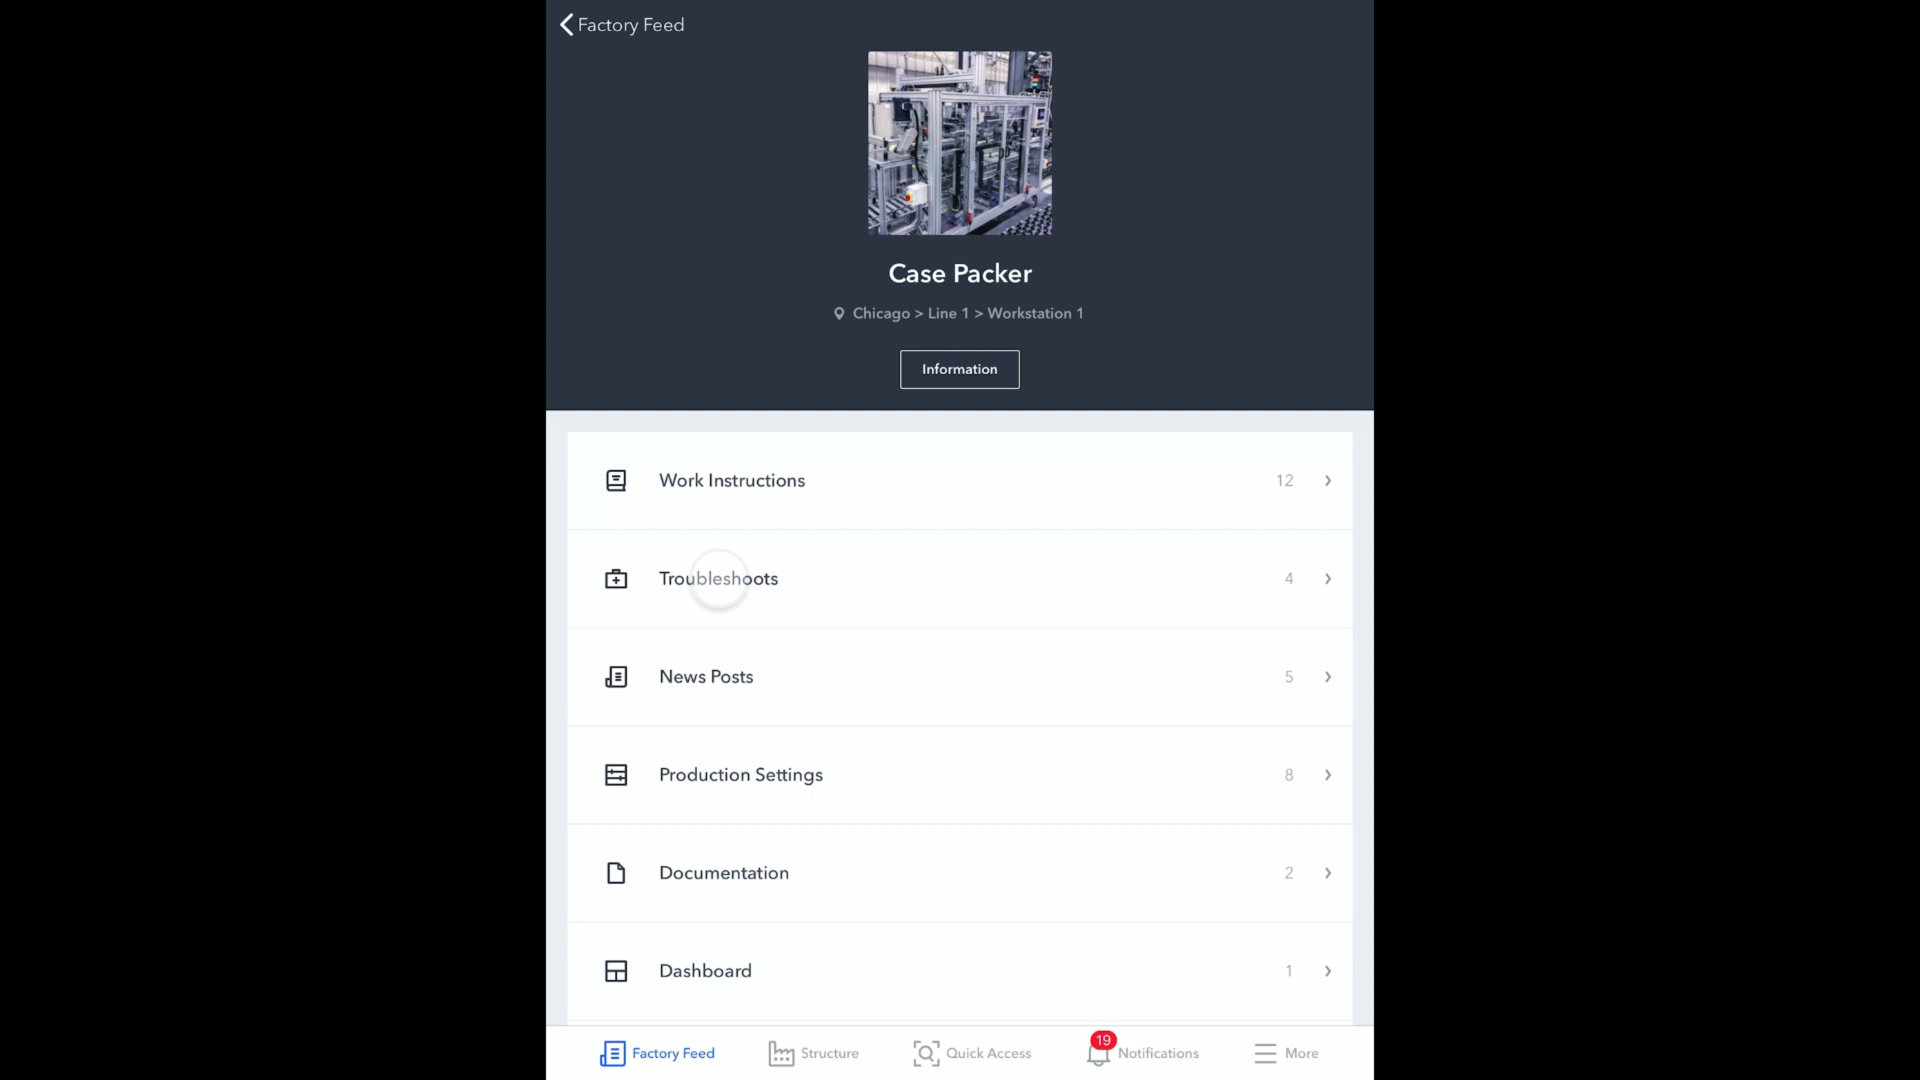 Factory Feed
Case Packer
Chicago > Line 1 > Workstation 1
Information
Work Instructions 12
Troubleshoots 4
News Posts 5
Production Settings 8
Documentation 2
Dashboard 1
Factory Feed Structure Quick Access 19 Notifications More